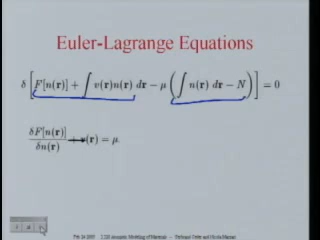 Euler-Lagrange Equations
δ [ F[n(r)] + ∫ v(r)n(r) dr − μ ( ∫ n(r) dr − N ) ] = 0
δF[n(r)] / δn(r) + v(r) = μ